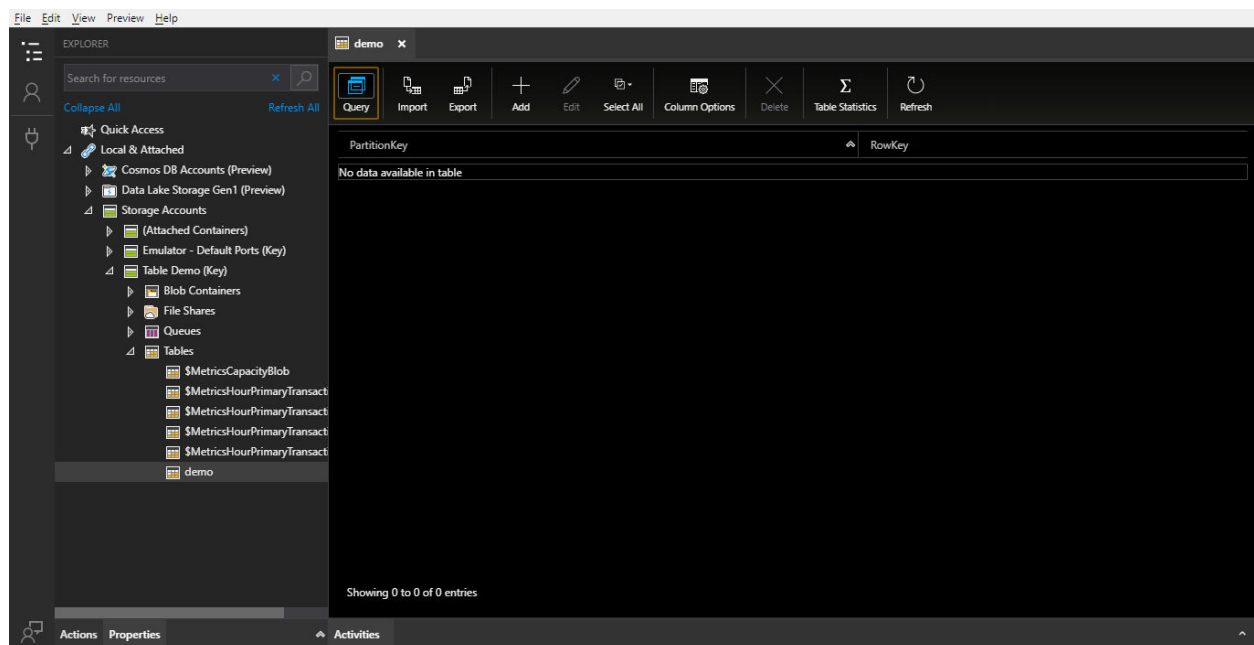 File Edit View Preview Help
EXPLORER
Search for resources
Collapse All Refresh All
Quick Access
Local & Attached
Cosmos DB Accounts (Preview)
Data Lake Storage Gen1 (Preview)
Storage Accounts
(Attached Containers)
Emulator - Default Ports (Key)
Table Demo (Key)
Blob Containers
File Shares
Queues
Tables
$MetricsCapacityBlob
$MetricsHourPrimaryTransacti
$MetricsHourPrimaryTransacti
$MetricsHourPrimaryTransacti
$MetricsHourPrimaryTransacti
demo
Actions Properties
demo
Query Import Export Add Edit Select All Column Options Delete Table Statistics Refresh
PartitionKey RowKey
No data available in table
Showing 0 to 0 of 0 entries
Activities